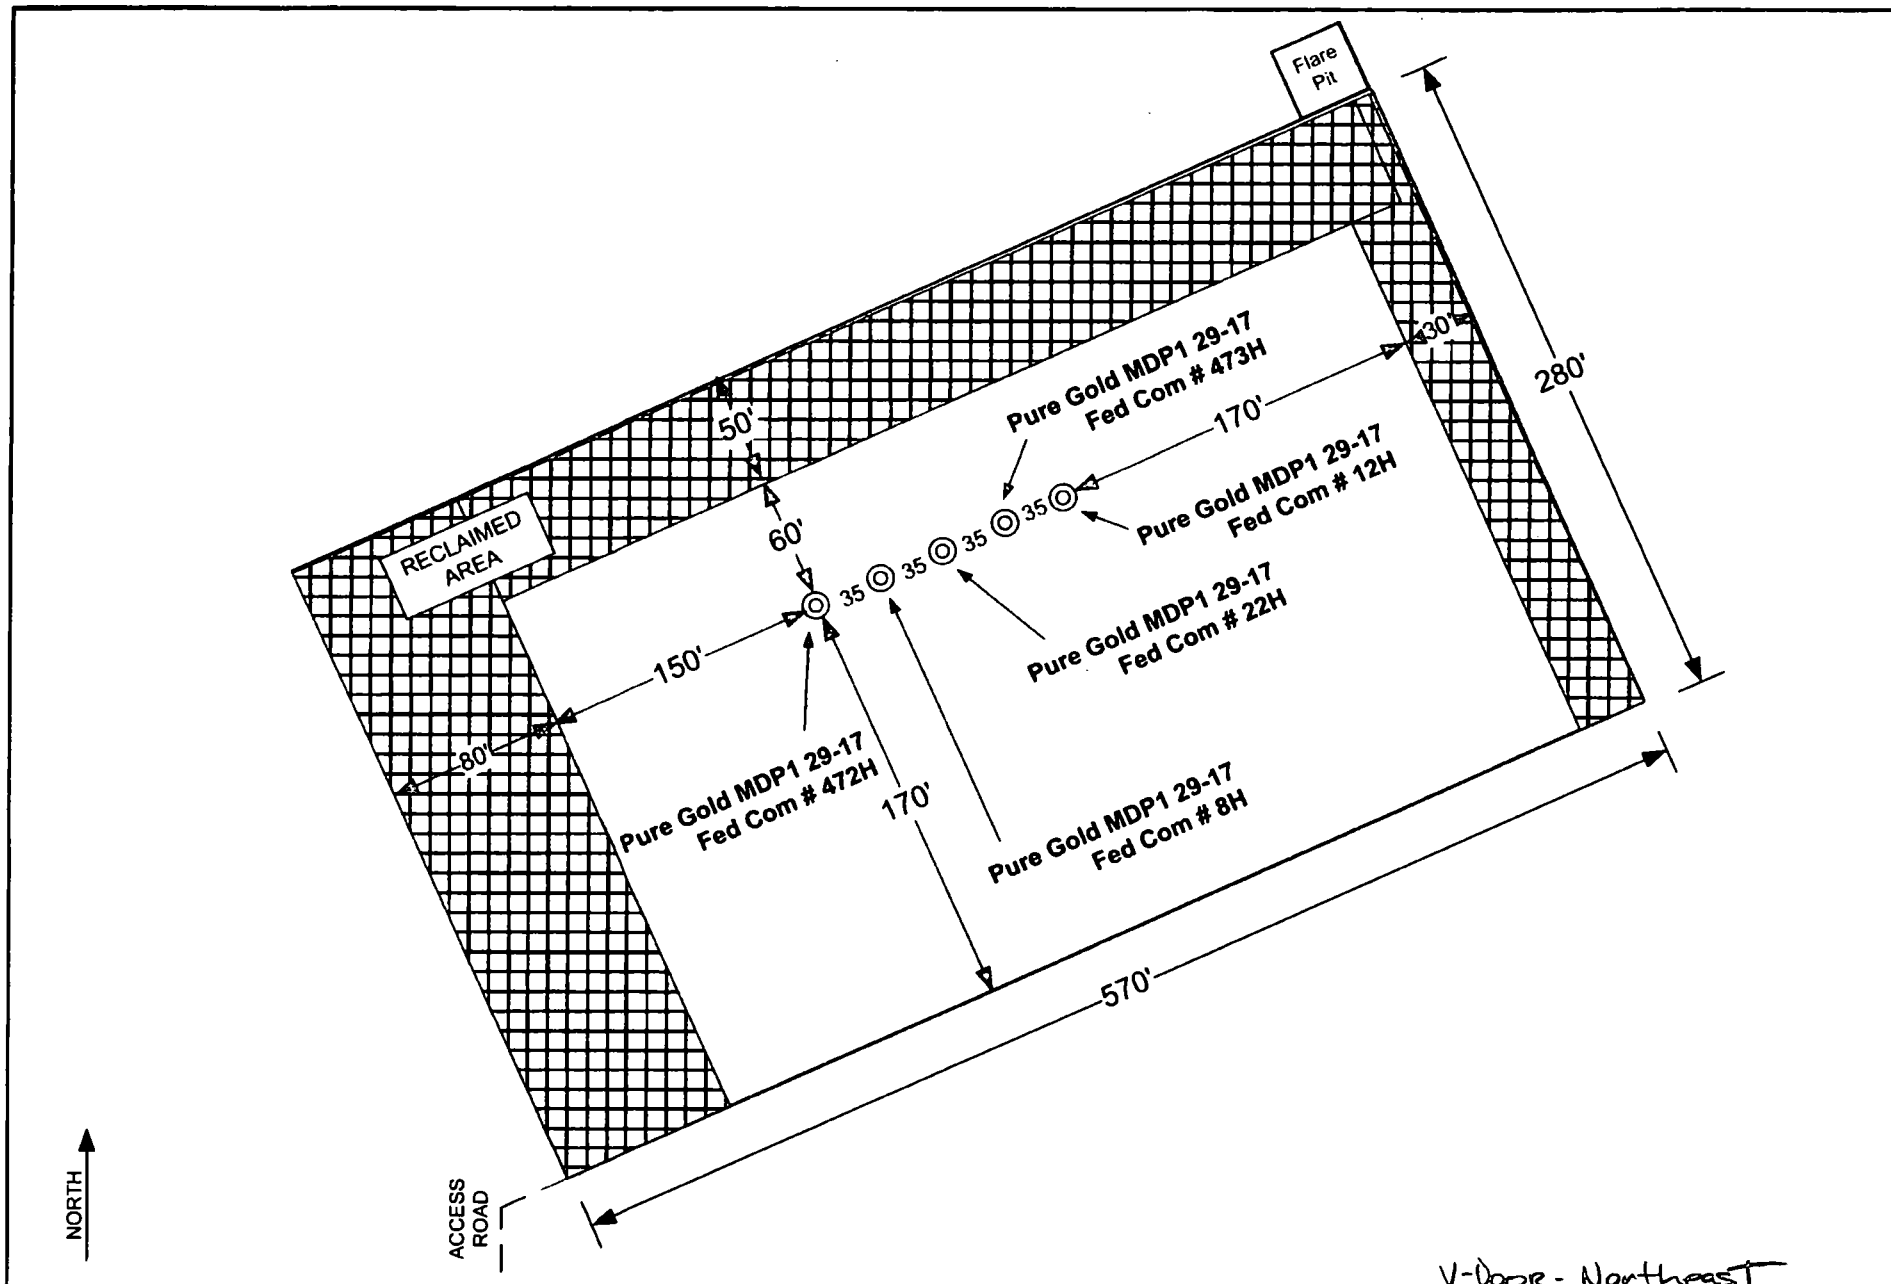 Flare
Pit
30'
280'
Pure Gold MDP1 29-17
Fed Com # 473H
170'
50'
60'
Pure Gold MDP1 29-17
Fed Com # 12H
35
35
35
35
RECLAIMED
AREA
Pure Gold MDP1 29-17
Fed Com # 22H
150'
80'
Pure Gold MDP1 29-17
Fed Com # 472H
170'
Pure Gold MDP1 29-17
Fed Com # 8H
570'
NORTH
ACCESS
ROAD
V-Door - Northeast